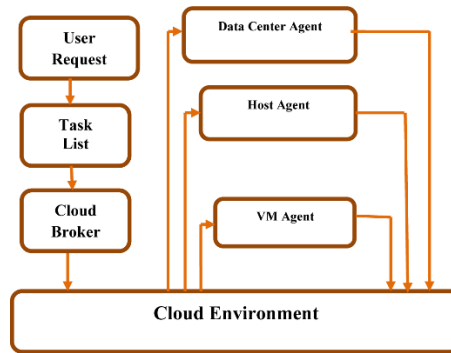 User
Request
Task
List
Cloud
Broker
Data Center Agent
Host Agent
VM Agent
Cloud Environment